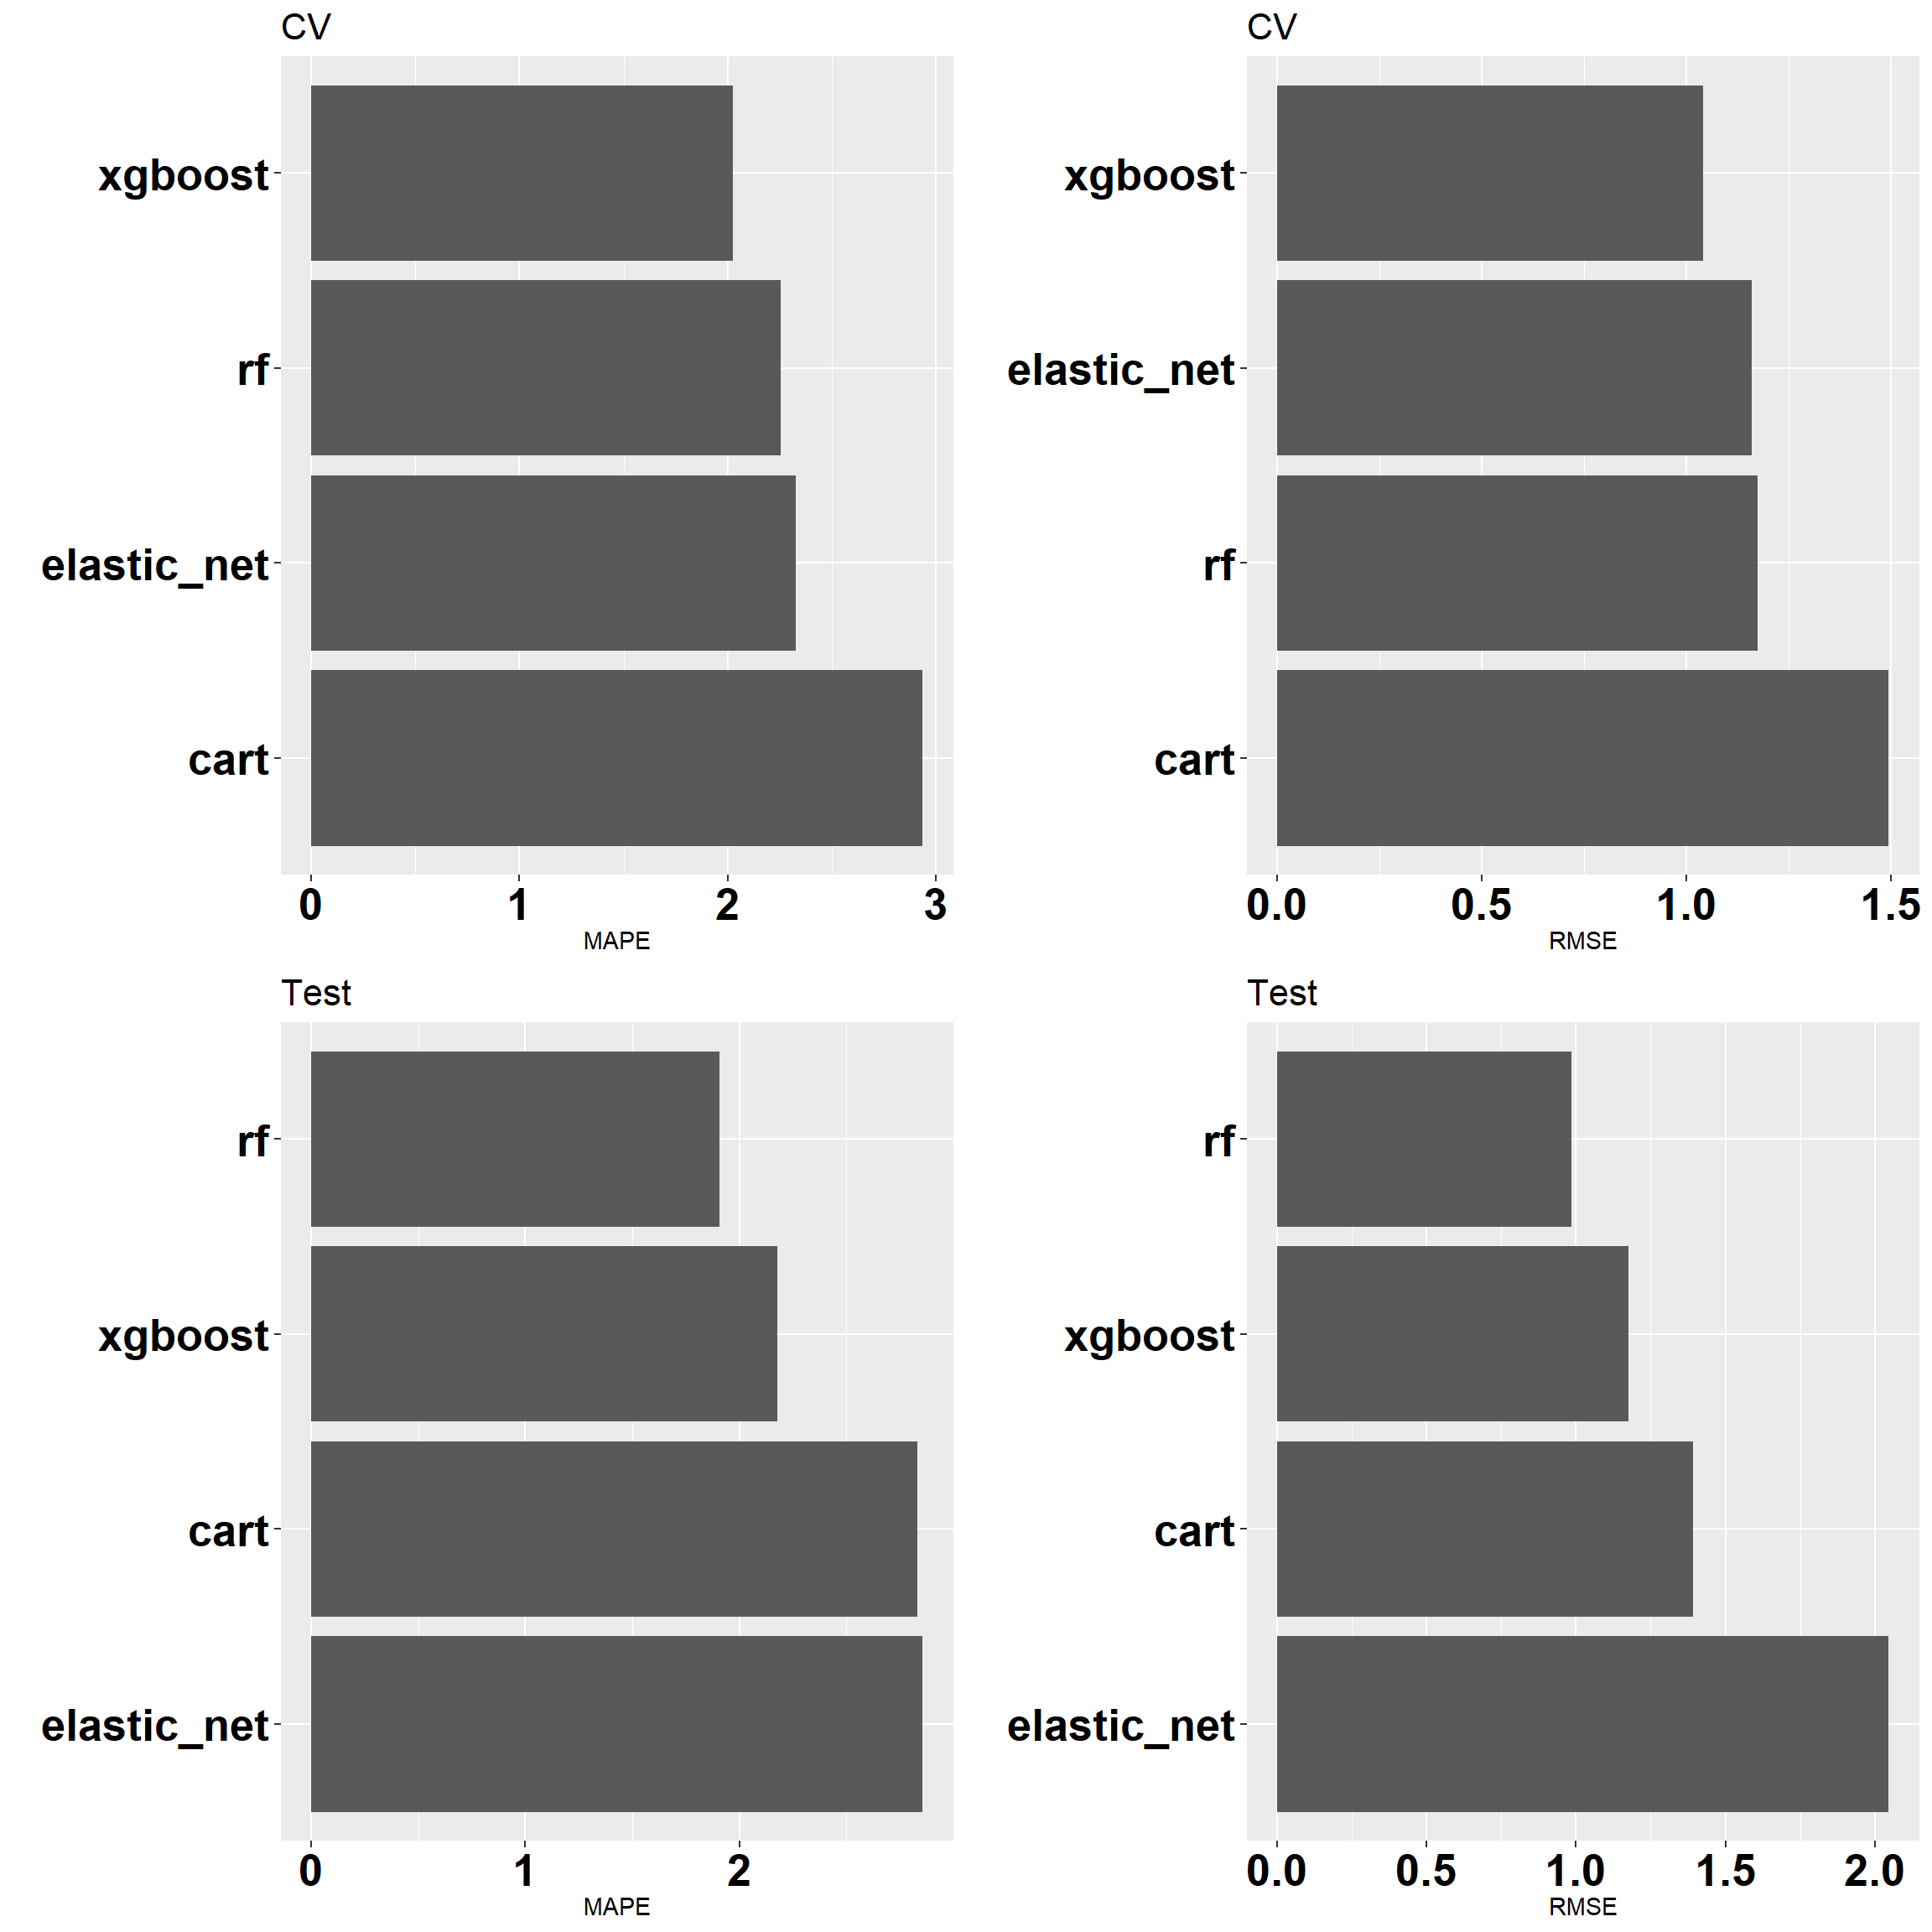 CV
xgboost
rf
elastic_net
cart
0 1 2 3
MAPE
CV
xgboost
elastic_net
rf
cart
0.0 0.5 1.0 1.5
RMSE
Test
rf
xgboost
cart
elastic_net
0 1 2
MAPE
Test
rf
xgboost
cart
elastic_net
0.0 0.5 1.0 1.5 2.0
RMSE